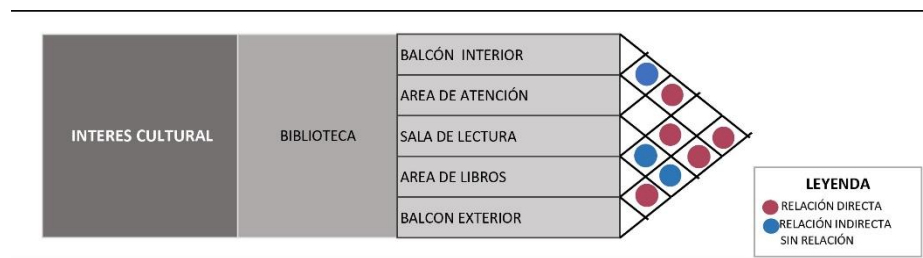 BALCÓN INTERIOR
AREA DE ATENCIÓN
INTERES CULTURAL
BIBLIOTECA
SALA DE LECTURA
AREA DE LIBROS
BALCON EXTERIOR
LEYENDA
RELACIÓN DIRECTA
RELACIÓN INDIRECTA
SIN RELACIÓN